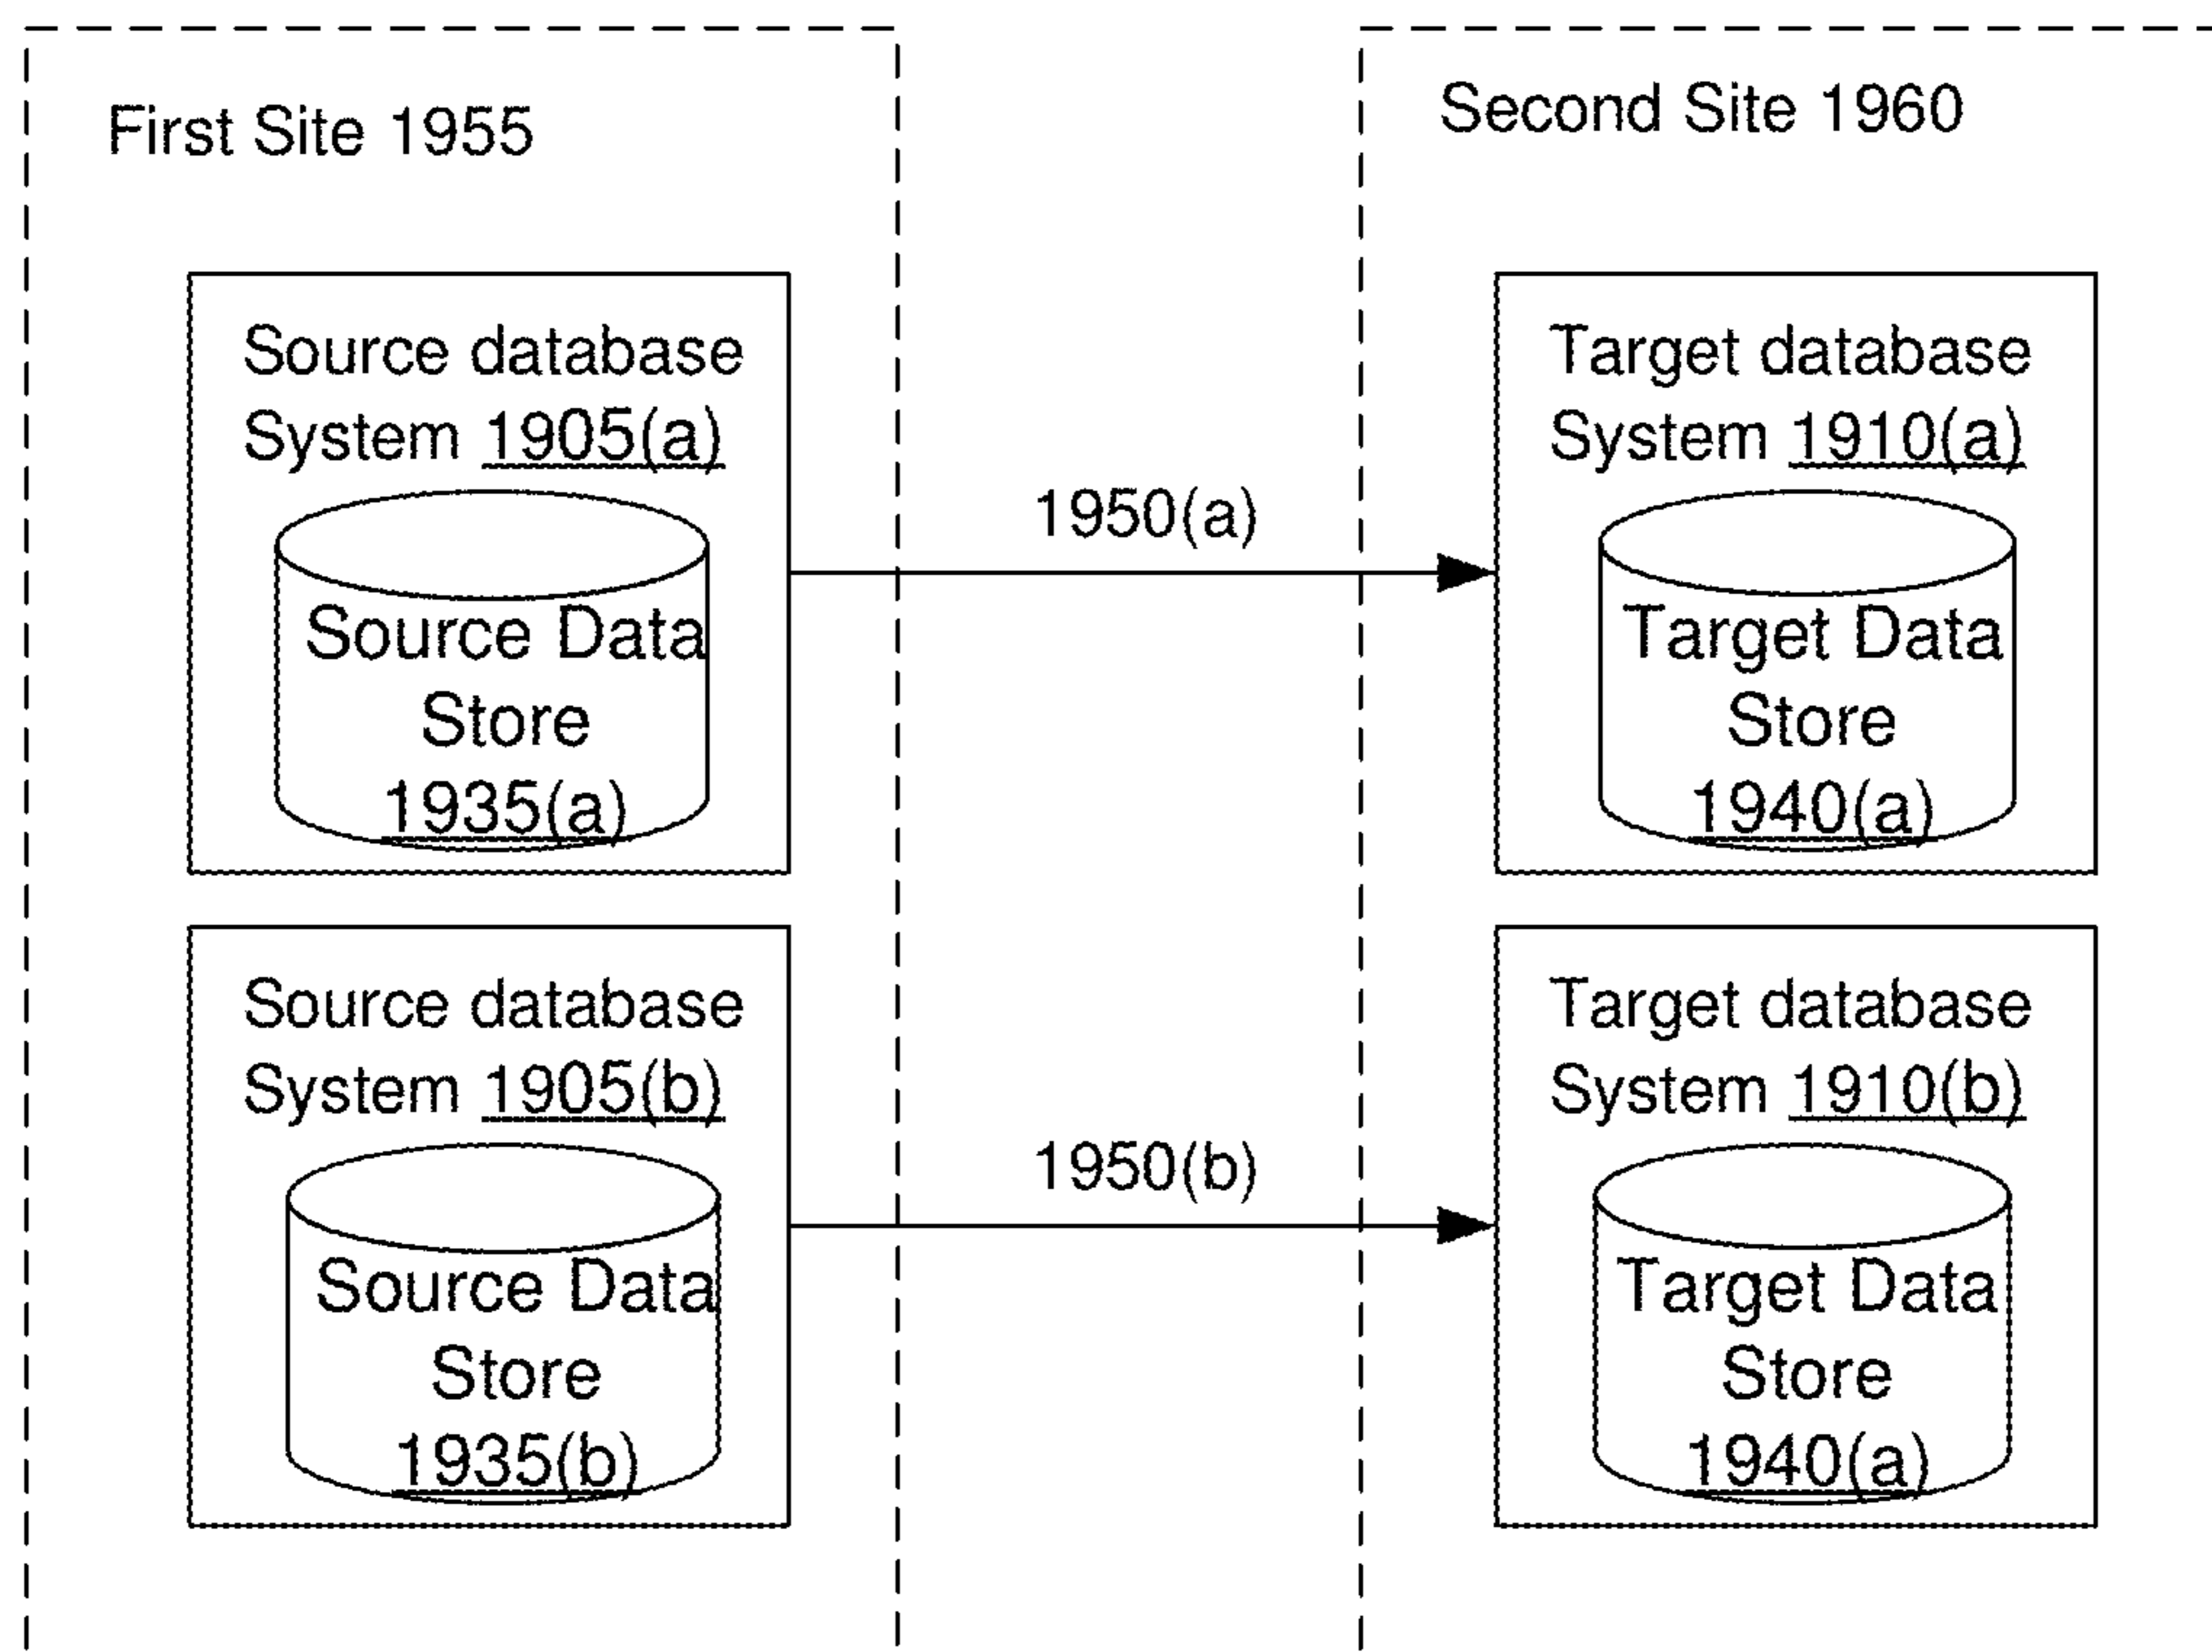 First Site 1955
Second Site 1960
Source database
System 1905(a)
Source Data
Store
1935(a)
1950(a)
Target database
System 1910(a)
Target Data
Store
1940(a)
Source database
System 1905(b)
Source Data
Store
1935(b)
1950(b)
Target database
System 1910(b)
Target Data
Store
1940(a)